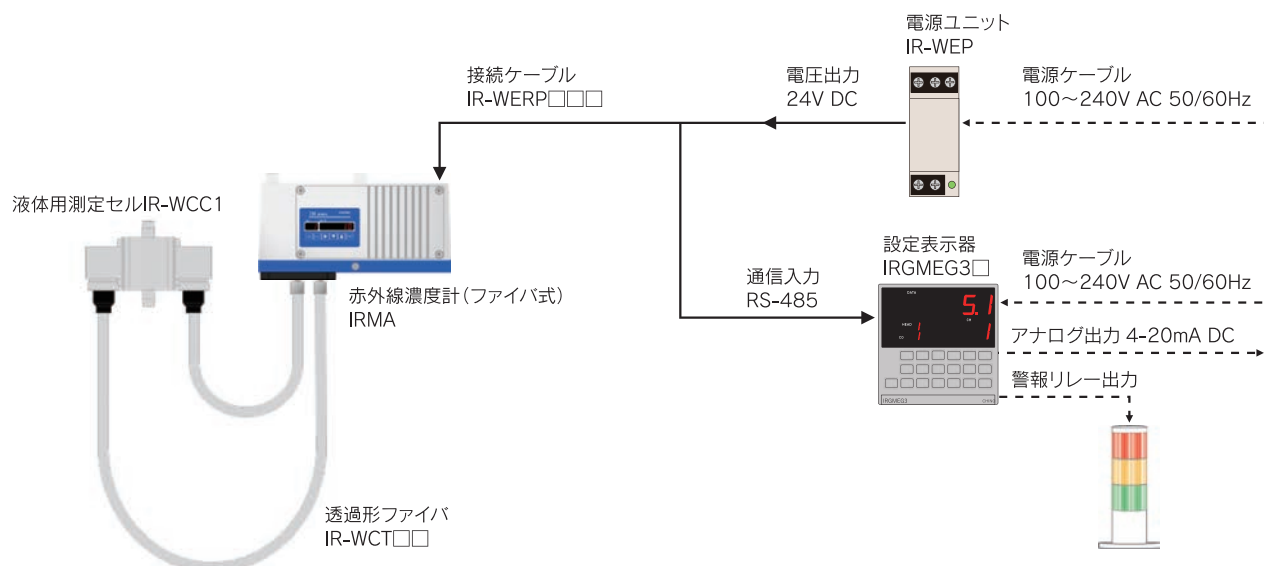 電源ユニット
IR-WEP
接続ケーブル
IR-WERP□□□
電圧出力
24V DC
電源ケーブル
100～240V AC 50/60Hz
液体用測定セルIR-WCC1
赤外線濃度計(ファイバ式)
IRMA
設定表示器
IRGMEG3□
通信入力
RS-485
電源ケーブル
100～240V AC 50/60Hz
DATA
5.1
CH
1
1
アナログ出力 4-20mA DC
警報リレー出力
IRGMEG3
CHINO
透過形ファイバ
IR-WCT□□